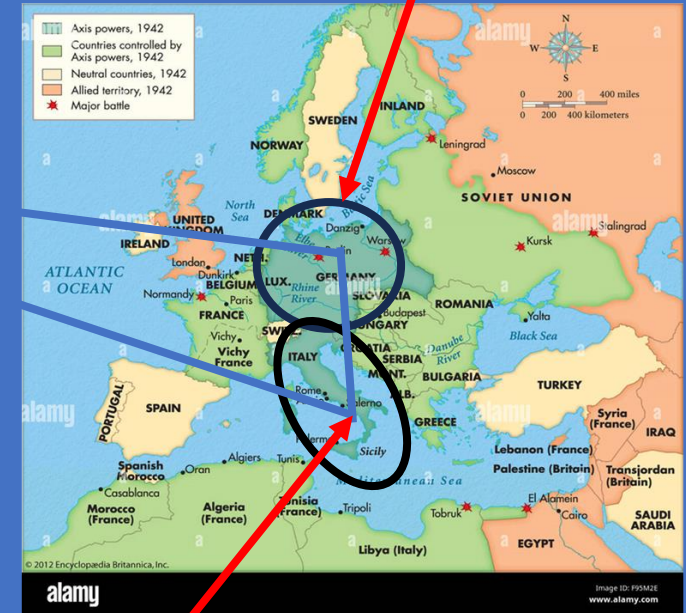 Axis powers, 1942
Countries controlled by
Axis powers, 1942
Neutral countries, 1942
Allied territory, 1942
Major battle
alamy
N
W
E
S
0 200 400 miles
0 200 400 kilometers
FINLAND
SWEDEN
NORWAY
Leningrad
Moscow
SOVIET UNION
Baltic Sea
North
Sea
DENMARK
UNITED
KINGDOM
IRELAND
Danzig
Warsaw
Stalingrad
Kursk
Elbe
River
London
NETH.
Dunkirk
BELGIUM
GERMANY
LUX.
Rhine
River
ATLANTIC
OCEAN
Normandy
Paris
FRANCE
SLOVAKIA
Budapest
ROMANIA
Yalta
Black Sea
Vichy
Vichy
France
ITALY
CROATIA
SERBIA
Danube
River
MONT.
BULGARIA
ALB.
Rome
Salerno
TURKEY
PORTUGAL
SPAIN
GREECE
Sicily
Syria
(France)
IRAQ
Lebanon (France)
Palestine (Britain)
Transjordan
(Britain)
Spanish
Morocco
Oran
Algiers
Tunis
Mediterranean Sea
Casablanca
Morocco
(France)
Algeria
(France)
Tunisia
(France)
Tripoli
Tobruk
El Alamein
Cairo
SAUDI
ARABIA
Libya (Italy)
EGYPT
© 2012 Encyclopædia Britannica, Inc.
alamy
Image ID: F95M2E
www.alamy.com